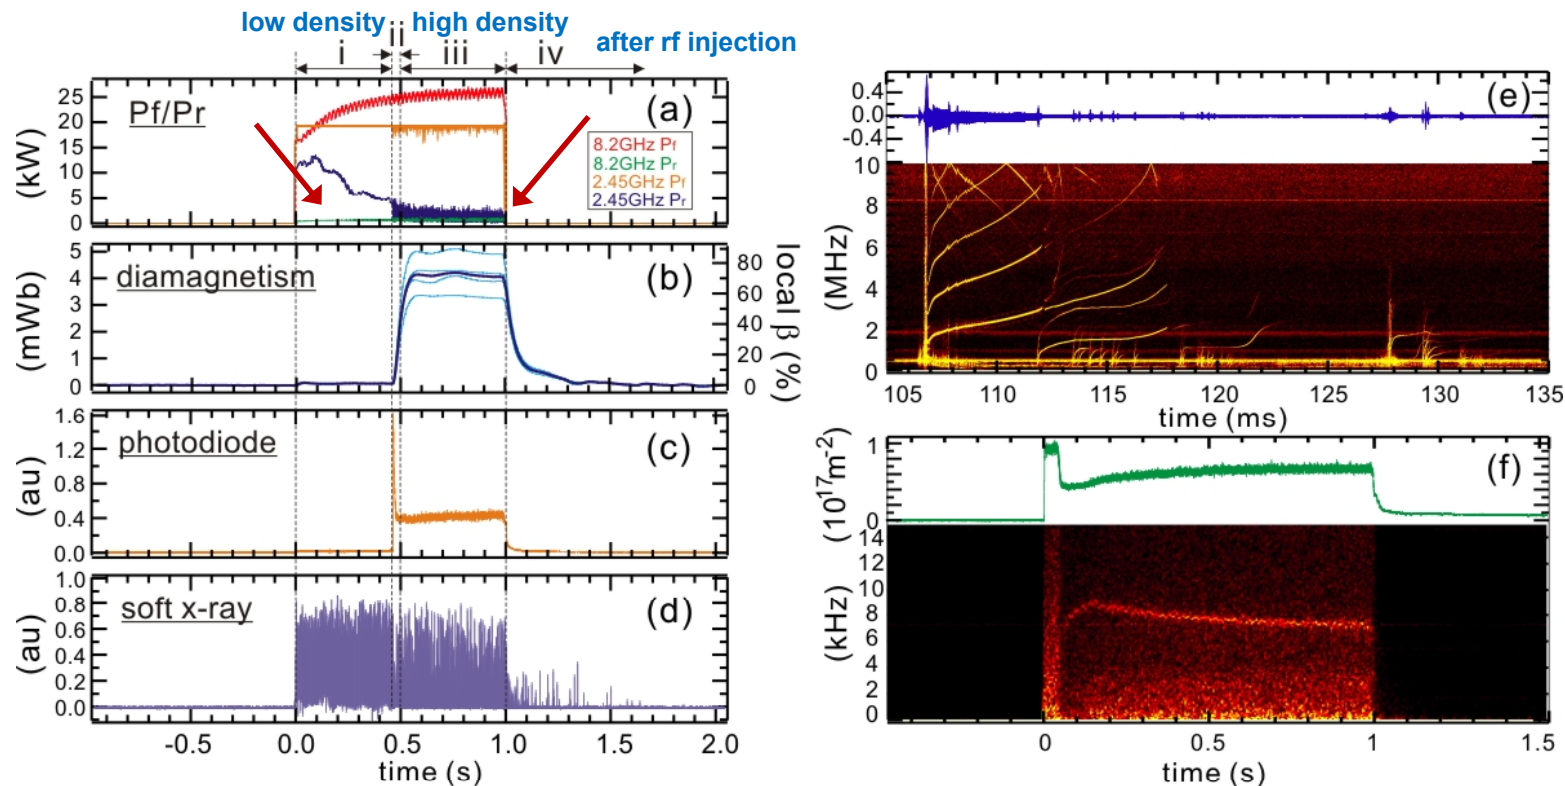 low density
ii
high density
i
iii
iv
after rf injection
Pf/Pr
(a)
25
20
15
10
5
0
(kW)
8.2GHz Pf
8.2GHz Pr
2.45GHz Pf
2.45GHz Pr
diamagnetism
(b)
5
4
3
2
1
0
(mWb)
80
60
40
20
0
local β (%)
photodiode
(c)
1.6
1.2
0.8
0.4
0.0
(au)
soft x-ray
(d)
1.0
0.8
0.6
0.4
0.2
0.0
(au)
-0.5
0.0
0.5
1.0
1.5
2.0
time (s)
(e)
0.4
0.0
-0.4
10
8
6
4
2
0
(MHz)
105
110
115
120
125
130
135
time (ms)
(f)
1
0
(10¹⁷m⁻²)
14
12
10
8
6
4
2
0
(kHz)
0
0.5
1
1.5
time (s)